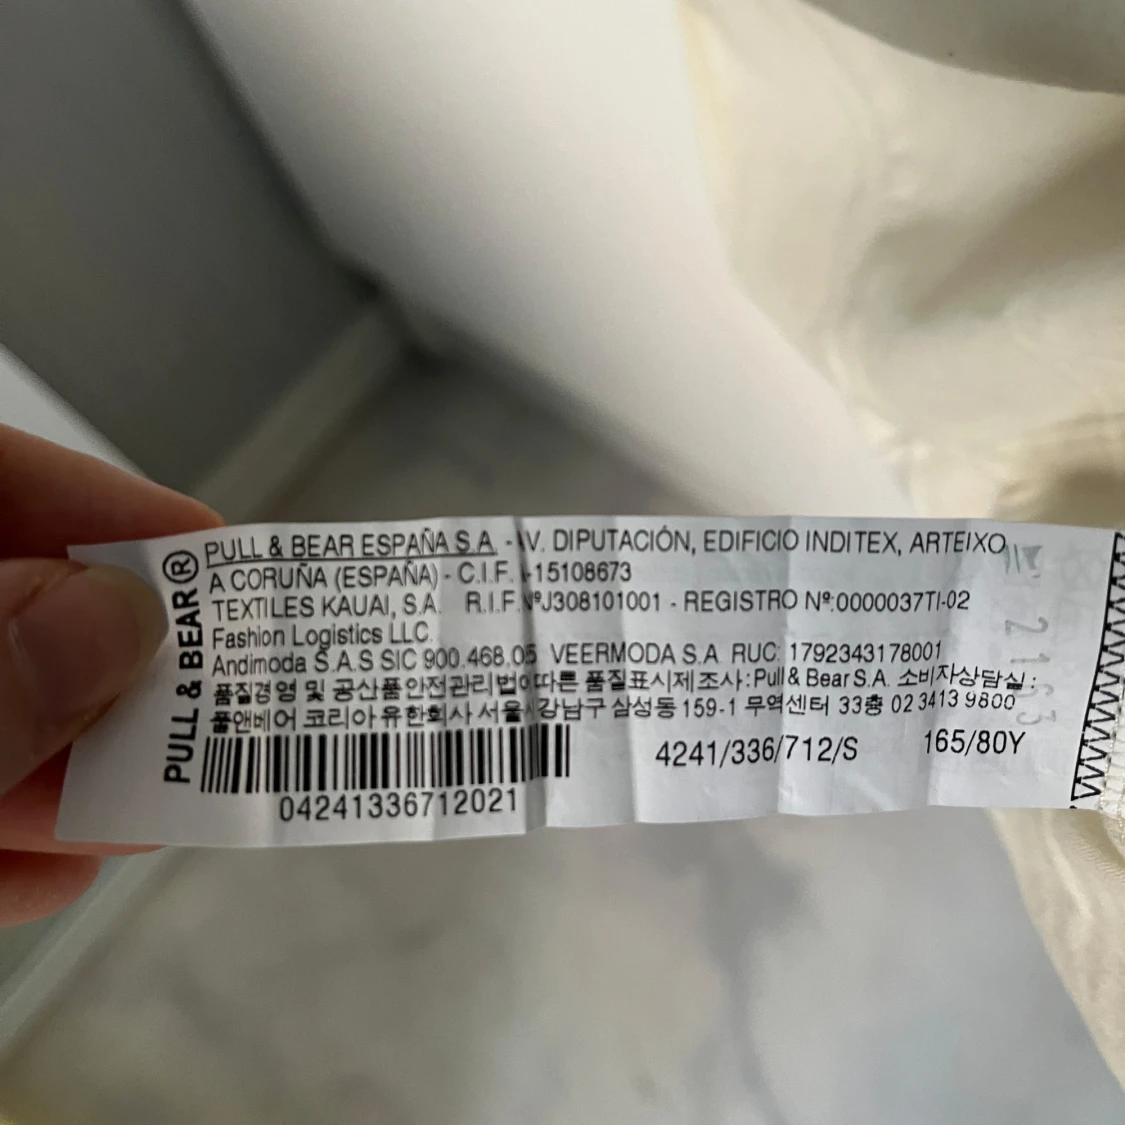 PULL & BEAR®
PULL & BEAR ESPAÑA S.A. - V. DIPUTACIÓN, EDIFICIO INDITEX, ARTEIXO
A CORUÑA (ESPAÑA) - C.I.F. -15108673
TEXTILES KAUAI, S.A. R.I.F. NºJ308101001 - REGISTRO Nº:0000037TI-02
Fashion Logistics LLC.
Andimoda S.A.S SIC 900.468.05 VEERMODA S.A RUC: 1792343178001
품질경영 및 공산품안전관리법이따른 품질표시제조사:Pull & Bear S.A. 소비자상담실:
풀앤베어 코리아유한회사 서울시 강남구 삼성동 159-1 무역센터 33층 02 3413 9800
4241/336/712/S 165/80Y
04241336712021